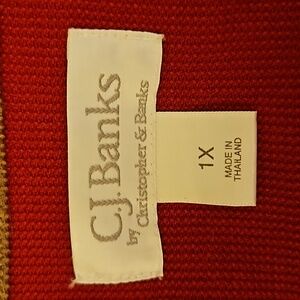 C.J. Banks
by Christopher & Banks
1X
MADE IN
THAILAND